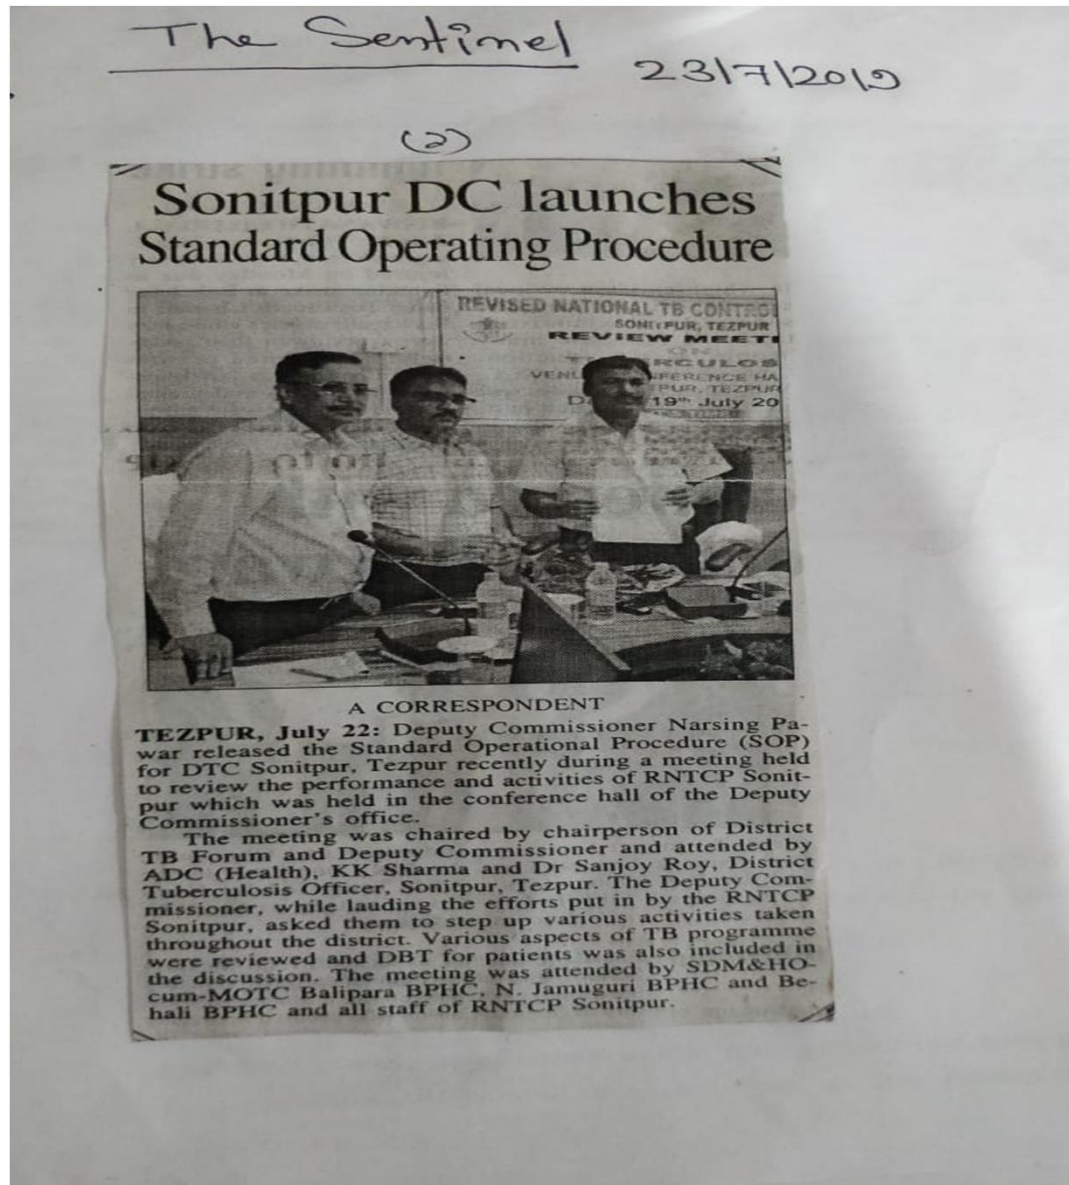 The Sentinel
23/7/2019
(২)
Sonitpur DC launches
Standard Operating Procedure
REVISED NATIONAL TB CONTROL
SONITPUR, TEZPUR
REVIEW MEETI
ON
RCULOS
VENU FERENCE HA
TPUR, TEZPUR
D 19th July 20
A CORRESPONDENT
TEZPUR, July 22: Deputy Commissioner Narsing Pa-
war released the Standard Operational Procedure (SOP)
for DTC Sonitpur, Tezpur recently during a meeting held
to review the performance and activities of RNTCP Sonit-
pur which was held in the conference hall of the Deputy
Commissioner's office.
The meeting was chaired by chairperson of District
TB Forum and Deputy Commissioner and attended by
ADC (Health), KK Sharma and Dr Sanjoy Roy, District
Tuberculosis Officer, Sonitpur, Tezpur. The Deputy Com-
missioner, while lauding the efforts put in by the RNTCP
Sonitpur, asked them to step up various activities taken
throughout the district. Various aspects of TB programme
were reviewed and DBT for patients was also included in
the discussion. The meeting was attended by SDM&HO-
cum-MOTC Balipara BPHC, N. Jamuguri BPHC and Be-
hali BPHC and all staff of RNTCP Sonitpur.